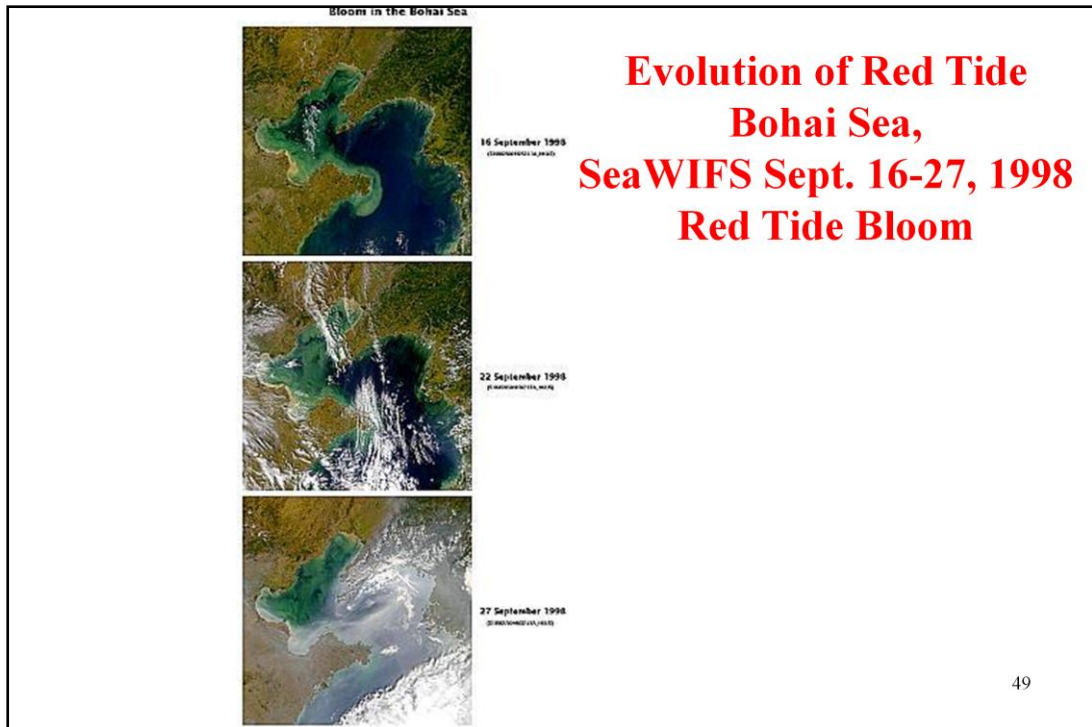 Bloom in the Bohai Sea
16 September 1998
22 September 1998
27 September 1998
Evolution of Red Tide
Bohai Sea,
SeaWIFS Sept. 16-27, 1998
Red Tide Bloom
49